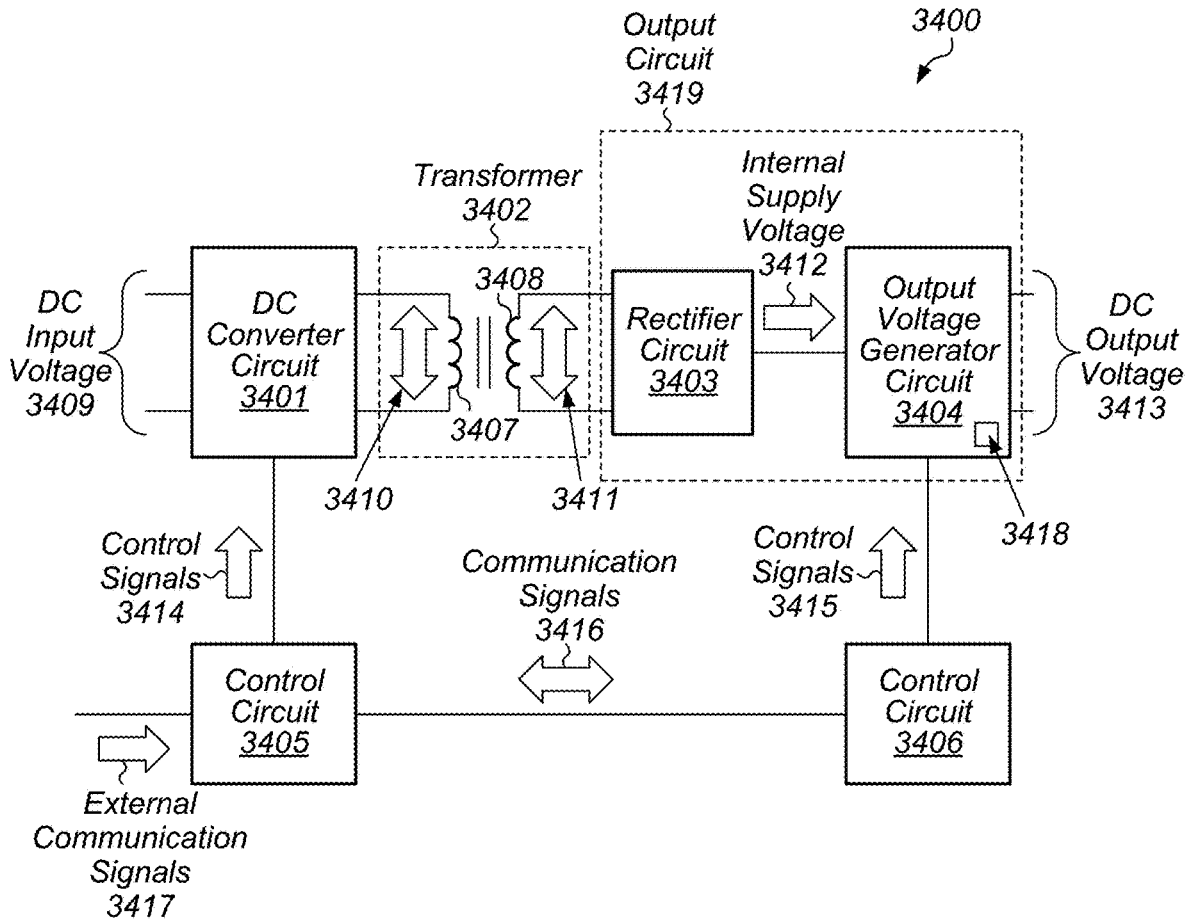 3400
Output
Circuit
3419
Transformer
3402
Internal
Supply
Voltage
3412
DC
Input
Voltage
3409
DC
Converter
Circuit
3401
3408
3407
3410
3411
Rectifier
Circuit
3403
Output
Voltage
Generator
Circuit
3404
DC
Output
Voltage
3413
3418
Control
Signals
3414
Communication
Signals
3416
Control
Signals
3415
Control
Circuit
3405
Control
Circuit
3406
External
Communication
Signals
3417